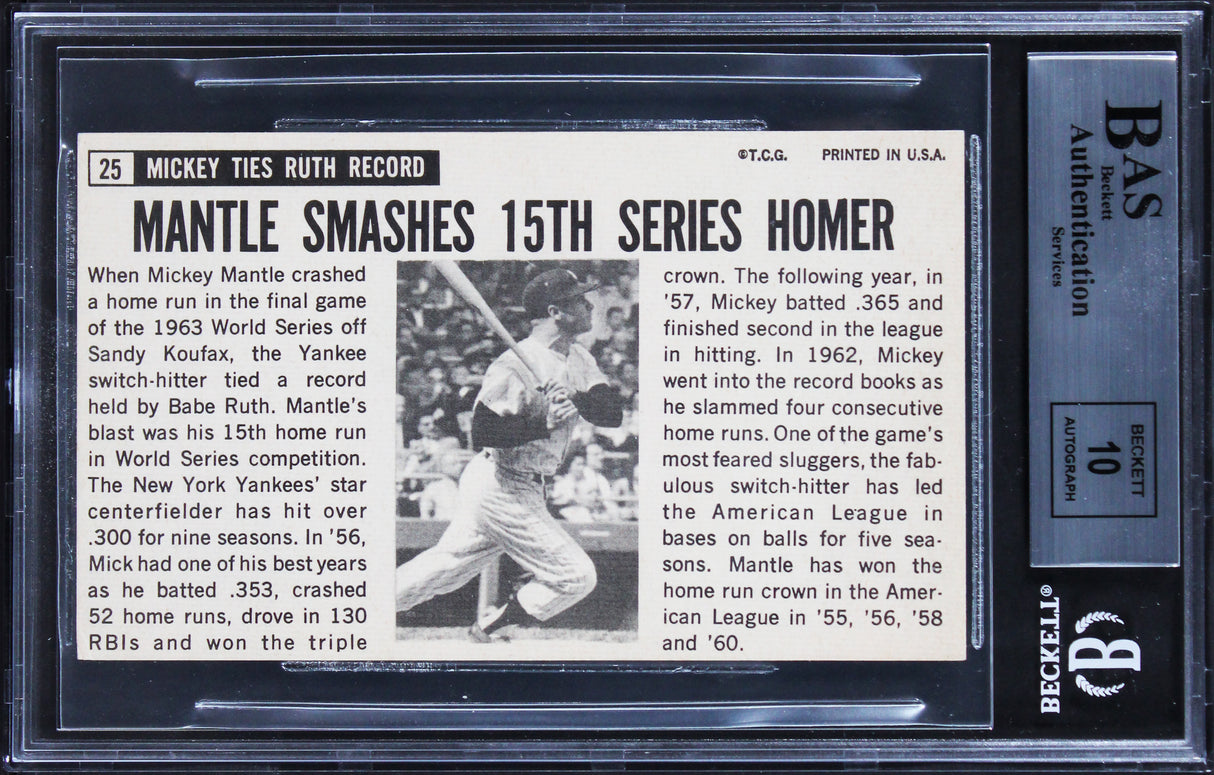 25 MICKEY TIES RUTH RECORD
©T.C.G. PRINTED IN U.S.A.
MANTLE SMASHES 15TH SERIES HOMER
When Mickey Mantle crashed
a home run in the final game
of the 1963 World Series off
Sandy Koufax, the Yankee
switch-hitter tied a record
held by Babe Ruth. Mantle's
blast was his 15th home run
in World Series competition.
The New York Yankees' star
centerfielder has hit over
.300 for nine seasons. In '56,
Mick had one of his best years
as he batted .353, crashed
52 home runs, drove in 130
RBIs and won the triple
crown. The following year, in
'57, Mickey batted .365 and
finished second in the league
in hitting. In 1962, Mickey
went into the record books as
he slammed four consecutive
home runs. One of the game's
most feared sluggers, the fab-
ulous switch-hitter has led
the American League in
bases on balls for five sea-
sons. Mantle has won the
home run crown in the Amer-
ican League in '55, '56, '58
and '60.
BAS
Beckett
Authentication
Services
BECKETT
10
AUTOGRAPH
B
BECKETT®